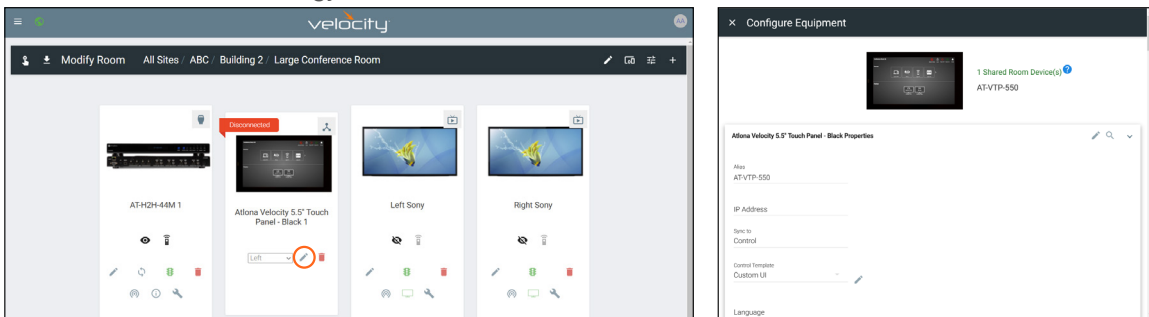 velocity
AA
Modify Room All Sites / ABC / Building 2 / Large Conference Room
Disconnected
AT-H2H-44M 1
Atlona Velocity 5.5" Touch
Panel - Black 1
Left Sony
Right Sony
Left
× Configure Equipment
1 Shared Room Device(s) ?
AT-VTP-550
Atlona Velocity 5.5" Touch Panel - Black Properties
Alias
AT-VTP-550
IP Address
Sync to
Control
Control Template
Custom UI
Language